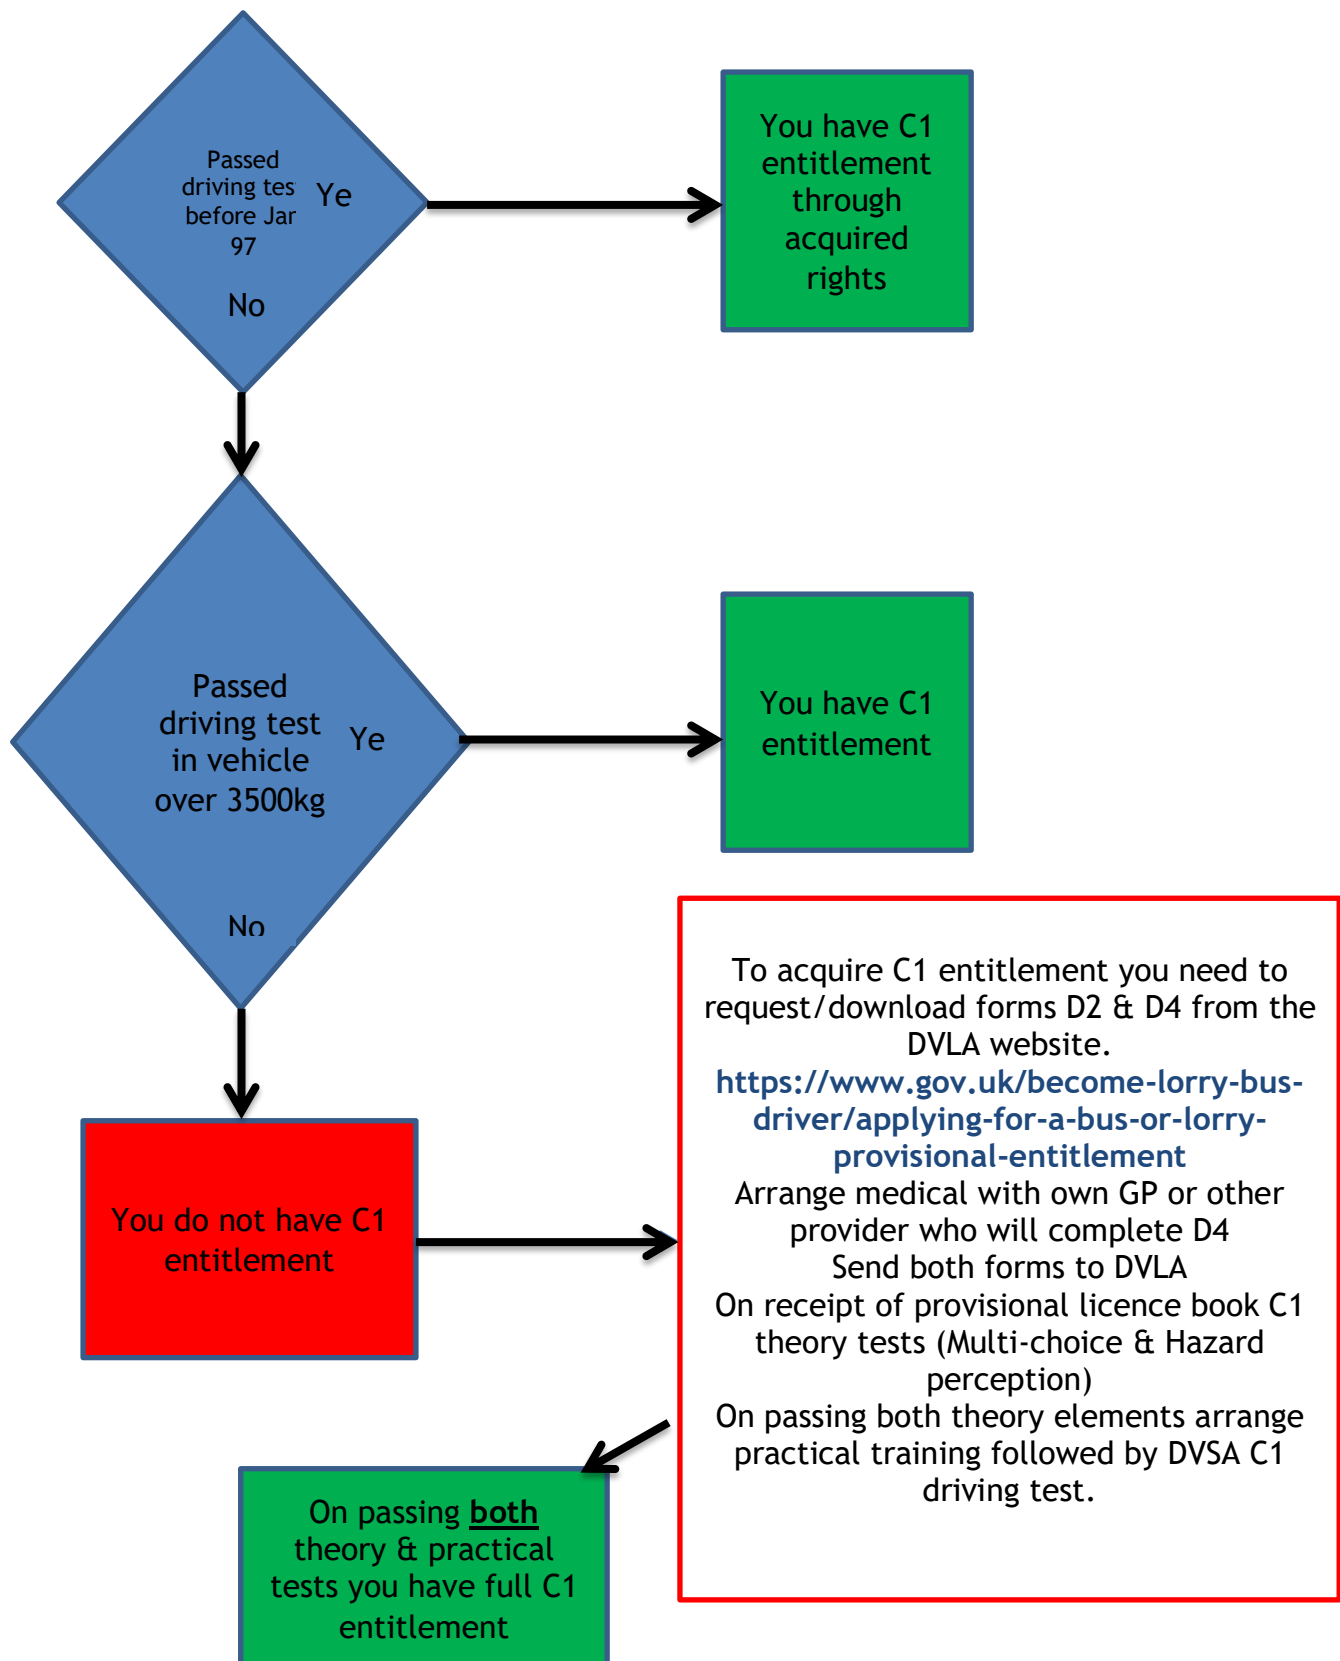 Passed
driving tes
before Jan
97
Ye
No
You have C1
entitlement
through
acquired
rights
Passed
driving test
in vehicle
over 3500kg
Ye
No
You have C1
entitlement
You do not have C1
entitlement
To acquire C1 entitlement you need to
request/download forms D2 & D4 from the
DVLA website.
https://www.gov.uk/become-lorry-bus-
driver/applying-for-a-bus-or-lorry-
provisional-entitlement
Arrange medical with own GP or other
provider who will complete D4
Send both forms to DVLA
On receipt of provisional licence book C1
theory tests (Multi-choice & Hazard
perception)
On passing both theory elements arrange
practical training followed by DVSA C1
driving test.
On passing both
theory & practical
tests you have full C1
entitlement